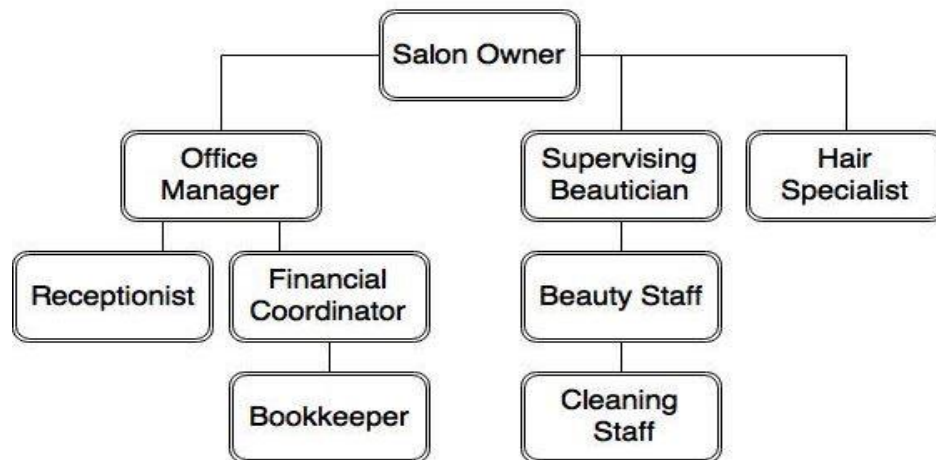 Salon Owner
Office
Manager
Supervising
Beautician
Hair
Specialist
Receptionist
Financial
Coordinator
Beauty Staff
Bookkeeper
Cleaning
Staff